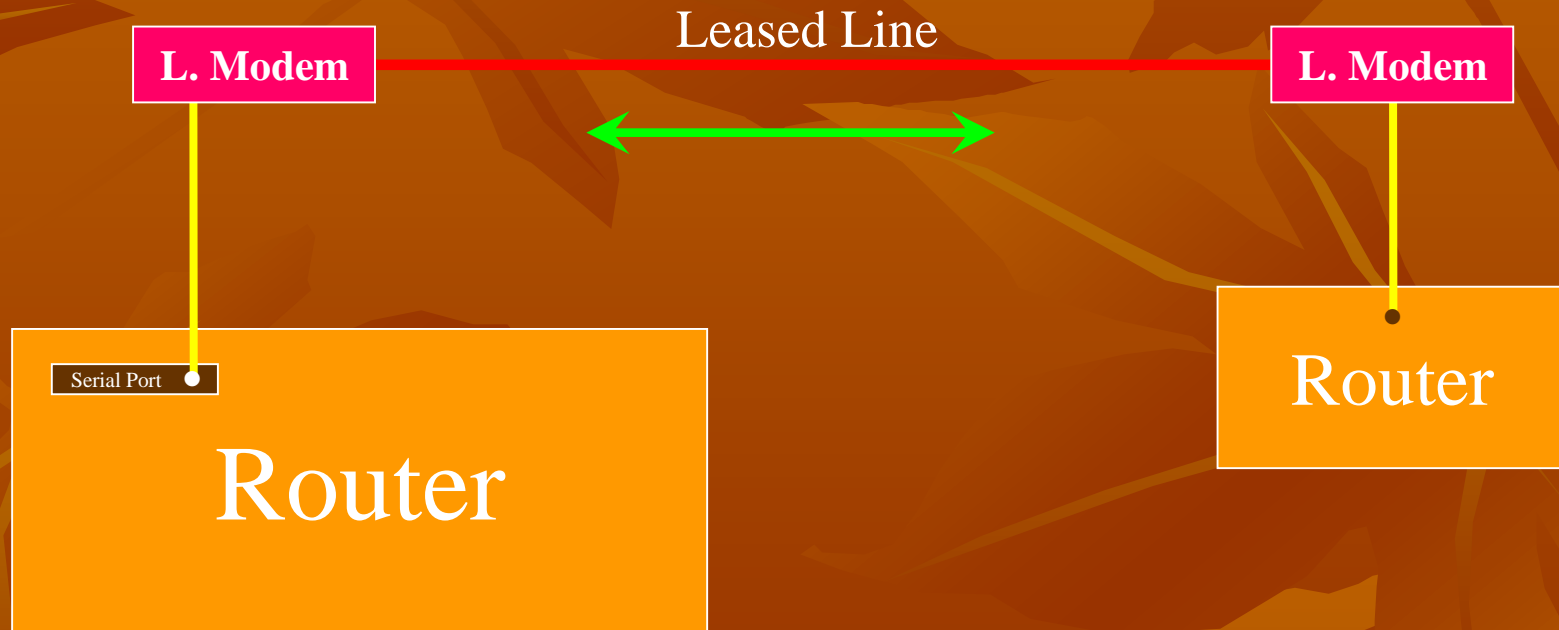 Leased Line
L. Modem
L. Modem
Serial Port
Router
Router